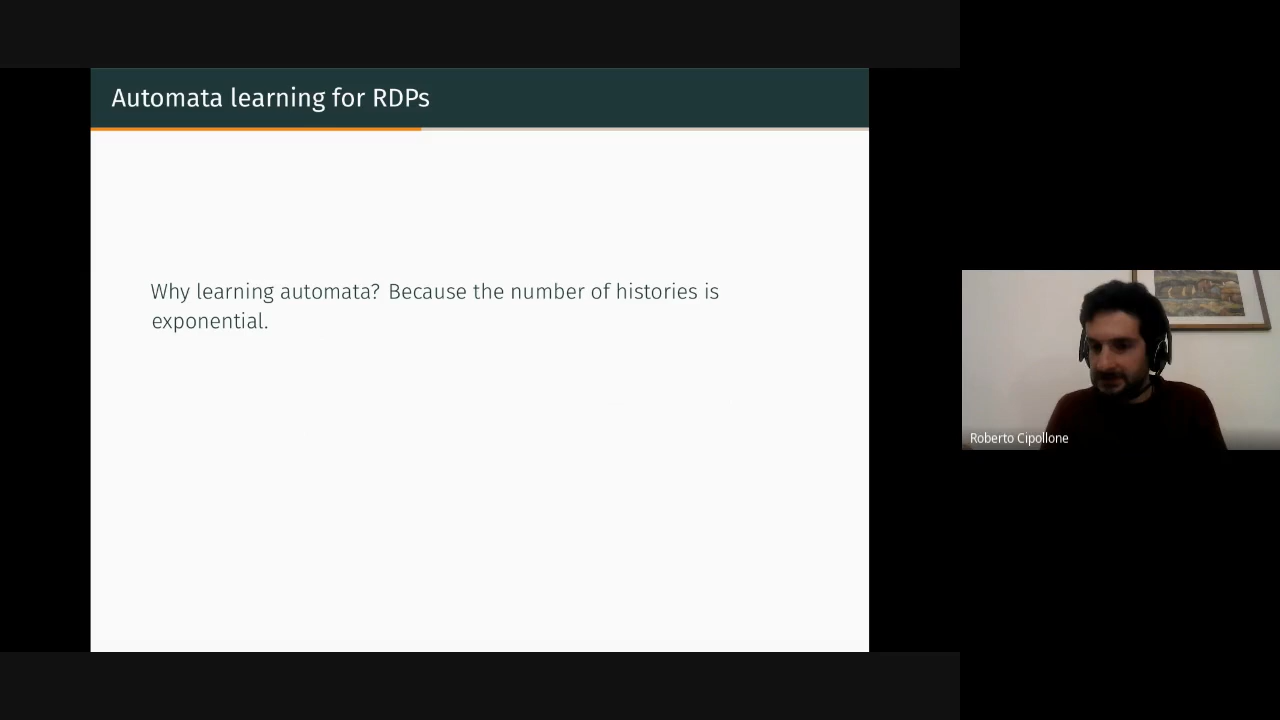 Automata learning for RDPs
Why learning automata? Because the number of histories is
exponential.
Roberto Cipollone